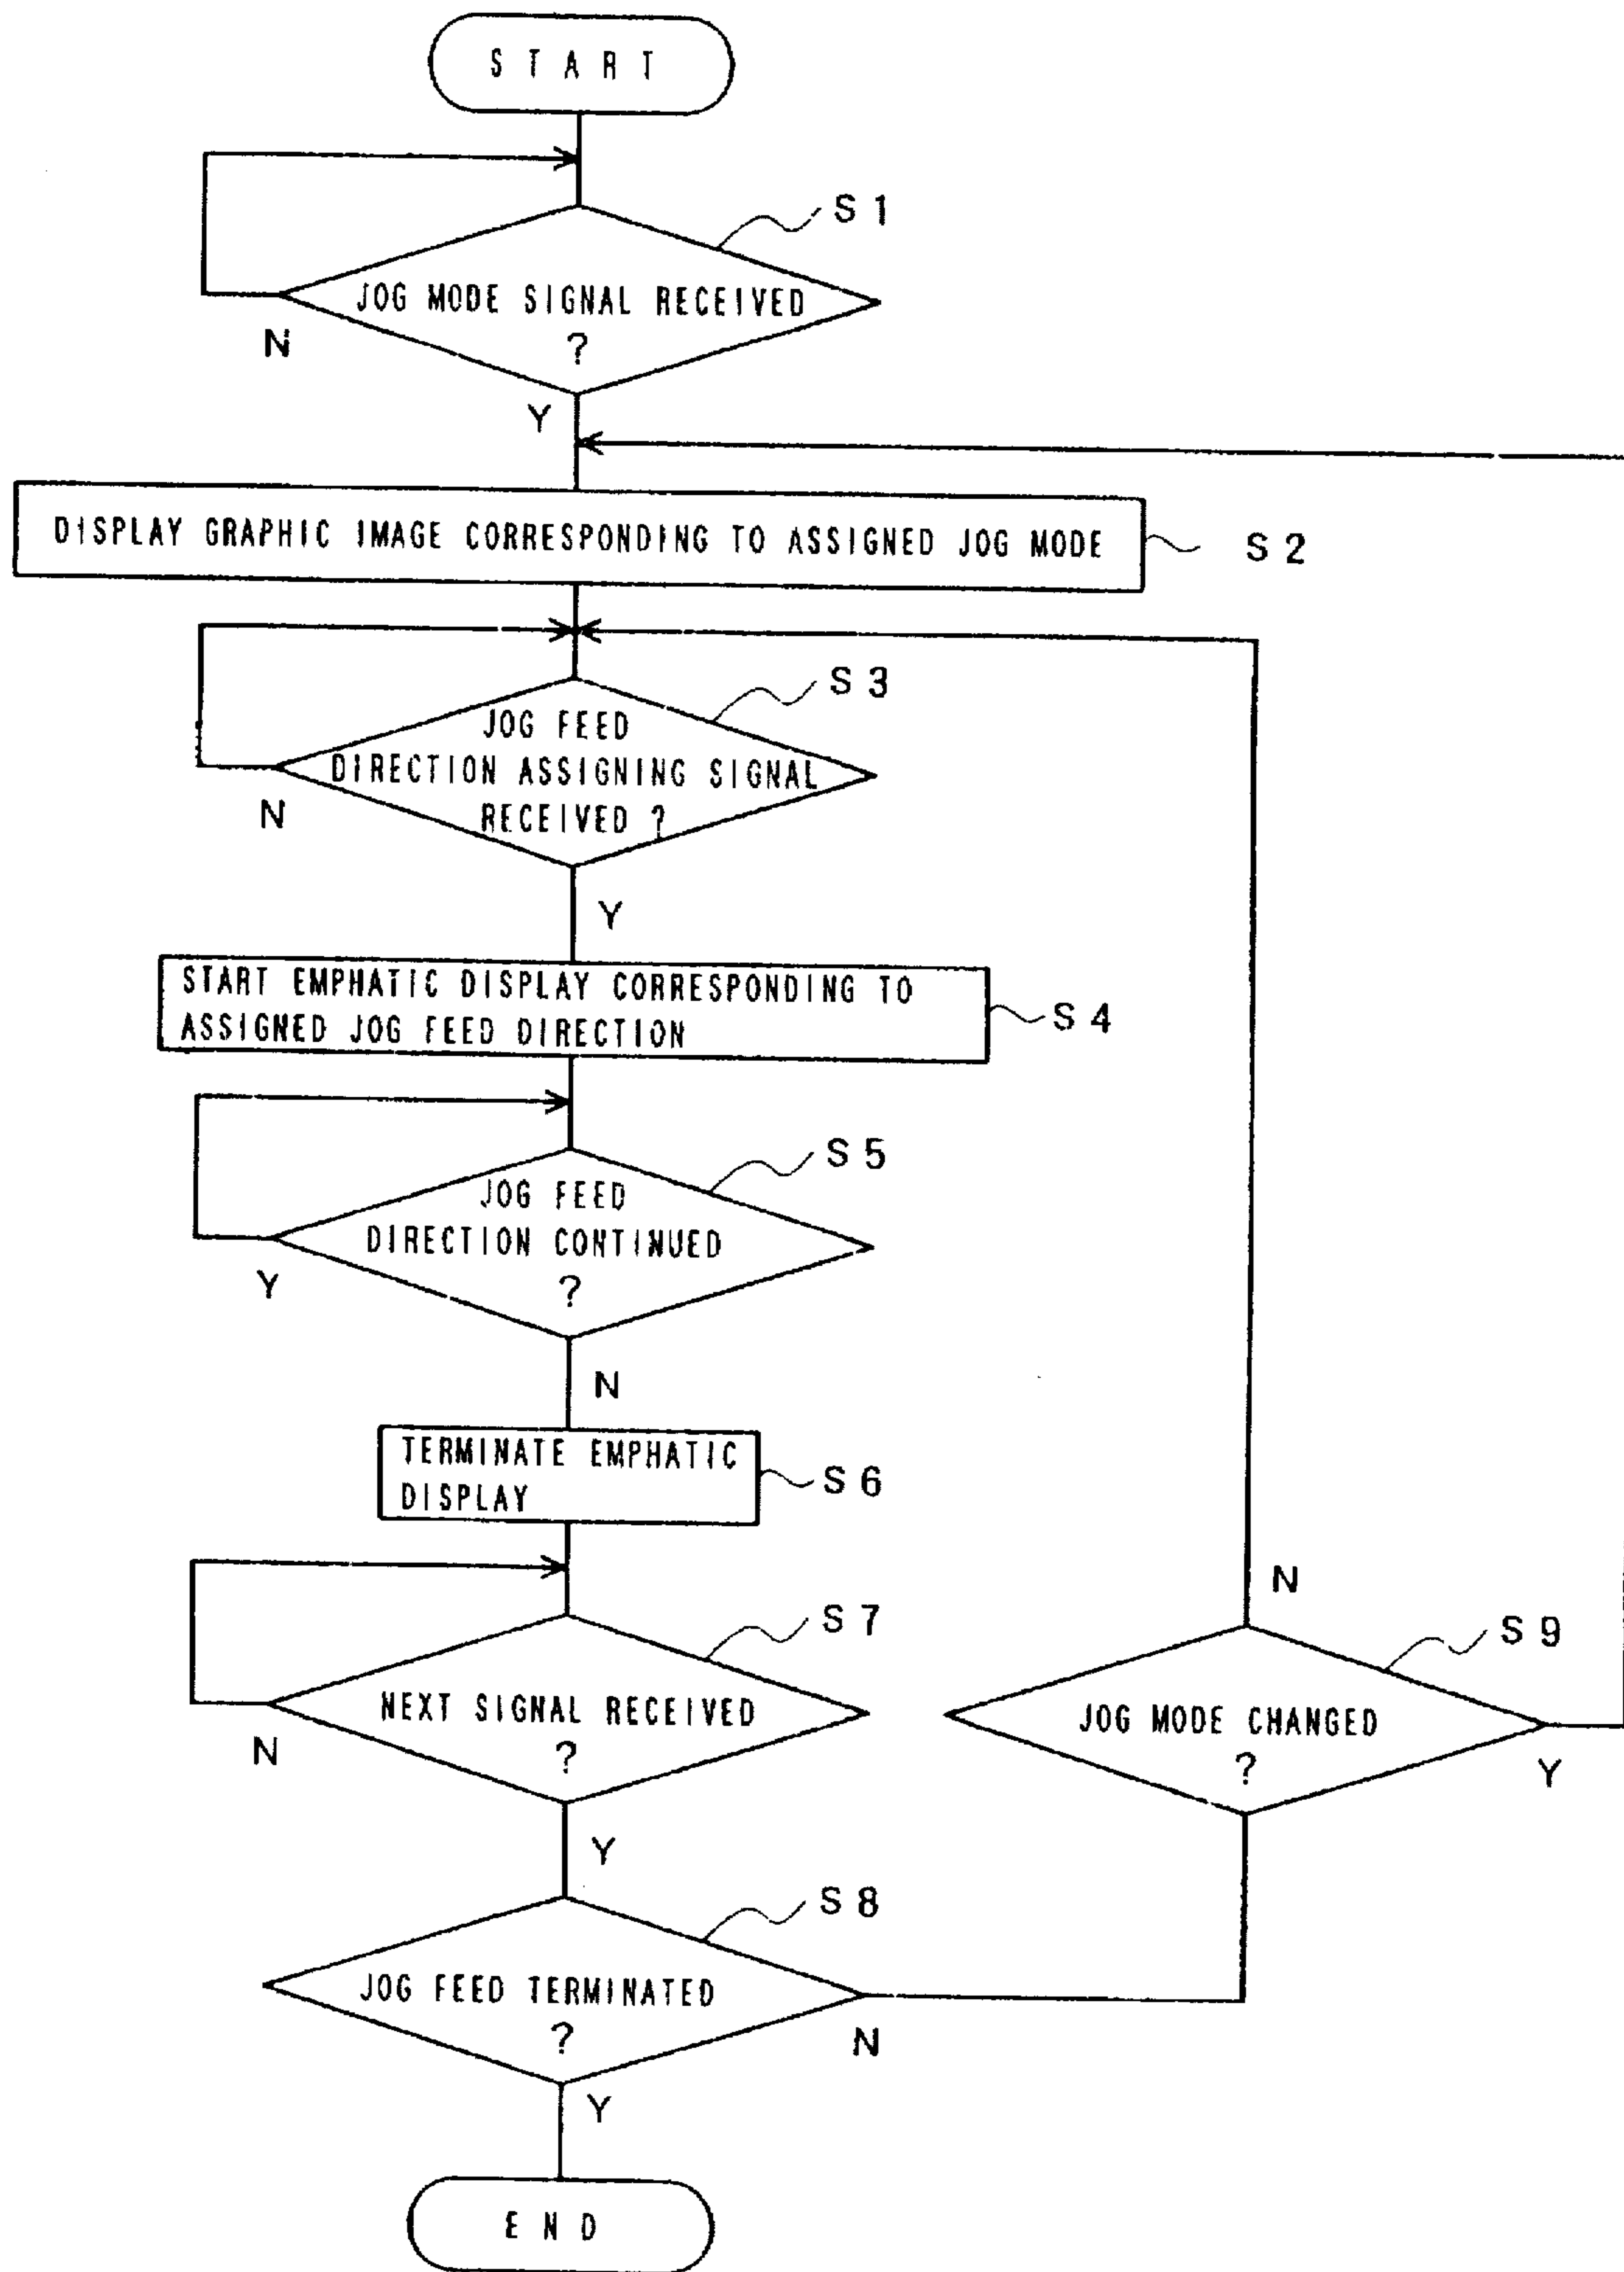 START
S1
JOG MODE SIGNAL RECEIVED
?
N
Y
DISPLAY GRAPHIC IMAGE CORRESPONDING TO ASSIGNED JOG MODE
S2
S3
JOG FEED
DIRECTION ASSIGNING SIGNAL
RECEIVED ?
N
Y
START EMPHATIC DISPLAY CORRESPONDING TO
ASSIGNED JOG FEED DIRECTION
S4
S5
JOG FEED
DIRECTION CONTINUED
?
Y
N
TERMINATE EMPHATIC
DISPLAY
S6
S7
NEXT SIGNAL RECEIVED
?
N
Y
N
S9
JOG MODE CHANGED
?
Y
S8
JOG FEED TERMINATED
?
N
Y
END